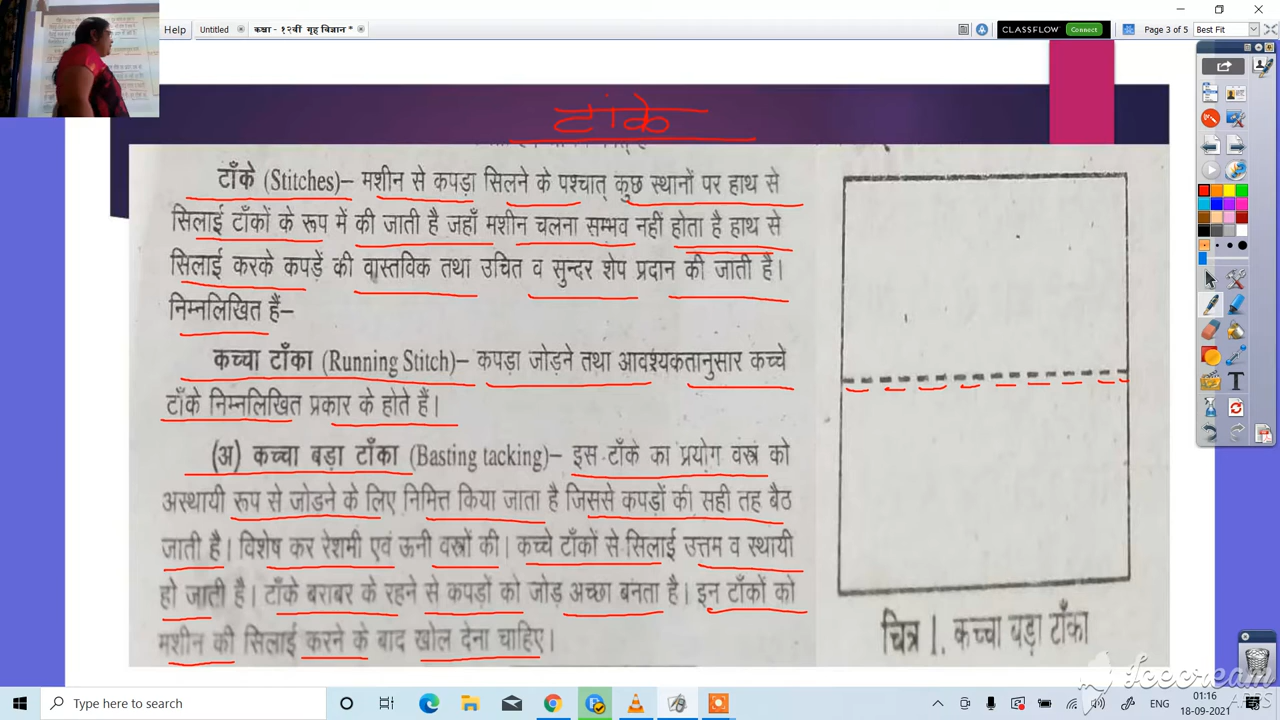 Help
Untitled
कक्षा - १२वीं गृह विज्ञान *
CLASSFLOW
Connect
Page 3 of 5
Best Fit
टांके
टाँके (Stitches)– मशीन से कपड़ा सिलने के पश्चात् कुछ स्थानों पर हाथ से
सिलाई टाँकों के रूप में की जाती है जहाँ मशीन चलना सम्भव नहीं होता है हाथ से
सिलाई करके कपड़ें की वास्तविक तथा उचित व सुन्दर शेप प्रदान की जाती है।
निम्नलिखित हैं–
कच्चा टाँका (Running Stitch)– कपड़ा जोड़ने तथा आवश्यकतानुसार कच्चे
टाँके निम्नलिखित प्रकार के होते हैं।
(अ) कच्चा बड़ा टाँका (Basting tacking)– इस टाँके का प्रयोग वस्त्र को
अस्थायी रूप से जोडने के लिए निमित्त किया जाता है जिससे कपड़ों की सही तह बैठ
जाती है। विशेष कर रेशमी एवं ऊनी वस्त्रों की। कच्चे टाँकों से सिलाई उत्तम व स्थायी
हो जाती है। टाँके बराबर के रहने से कपड़ों को जोड़ अच्छा बनता है। इन टाँकों को
मशीन की सिलाई करने के बाद खोल देना चाहिए।
चित्र 1. कच्चा बड़ा टाँका
Icecream
APPS
Type here to search
ENG
01:16
18-09-2021